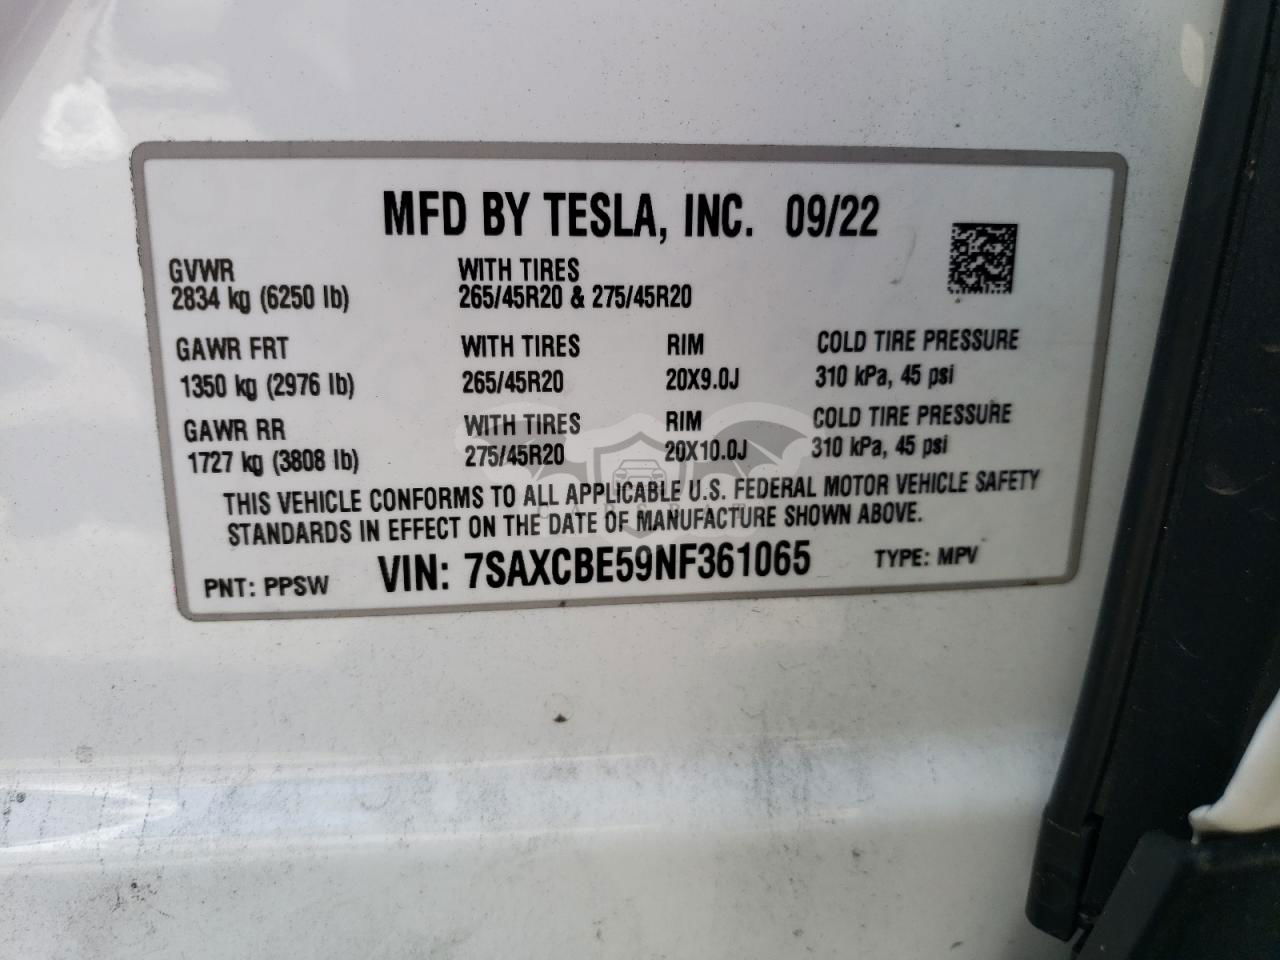 MFD BY TESLA, INC. 09/22
GVWR WITH TIRES
2834 kg (6250 lb) 265/45R20 & 275/45R20
GAWR FRT WITH TIRES RIM COLD TIRE PRESSURE
1350 kg (2976 lb) 265/45R20 20X9.0J 310 kPa, 45 psi
GAWR RR WITH TIRES RIM COLD TIRE PRESSURE
1727 kg (3808 lb) 275/45R20 20X10.0J 310 kPa, 45 psi
THIS VEHICLE CONFORMS TO ALL APPLICABLE U.S. FEDERAL MOTOR VEHICLE SAFETY
STANDARDS IN EFFECT ON THE DATE OF MANUFACTURE SHOWN ABOVE.
PNT: PPSW VIN: 7SAXCBE59NF361065 TYPE: MPV